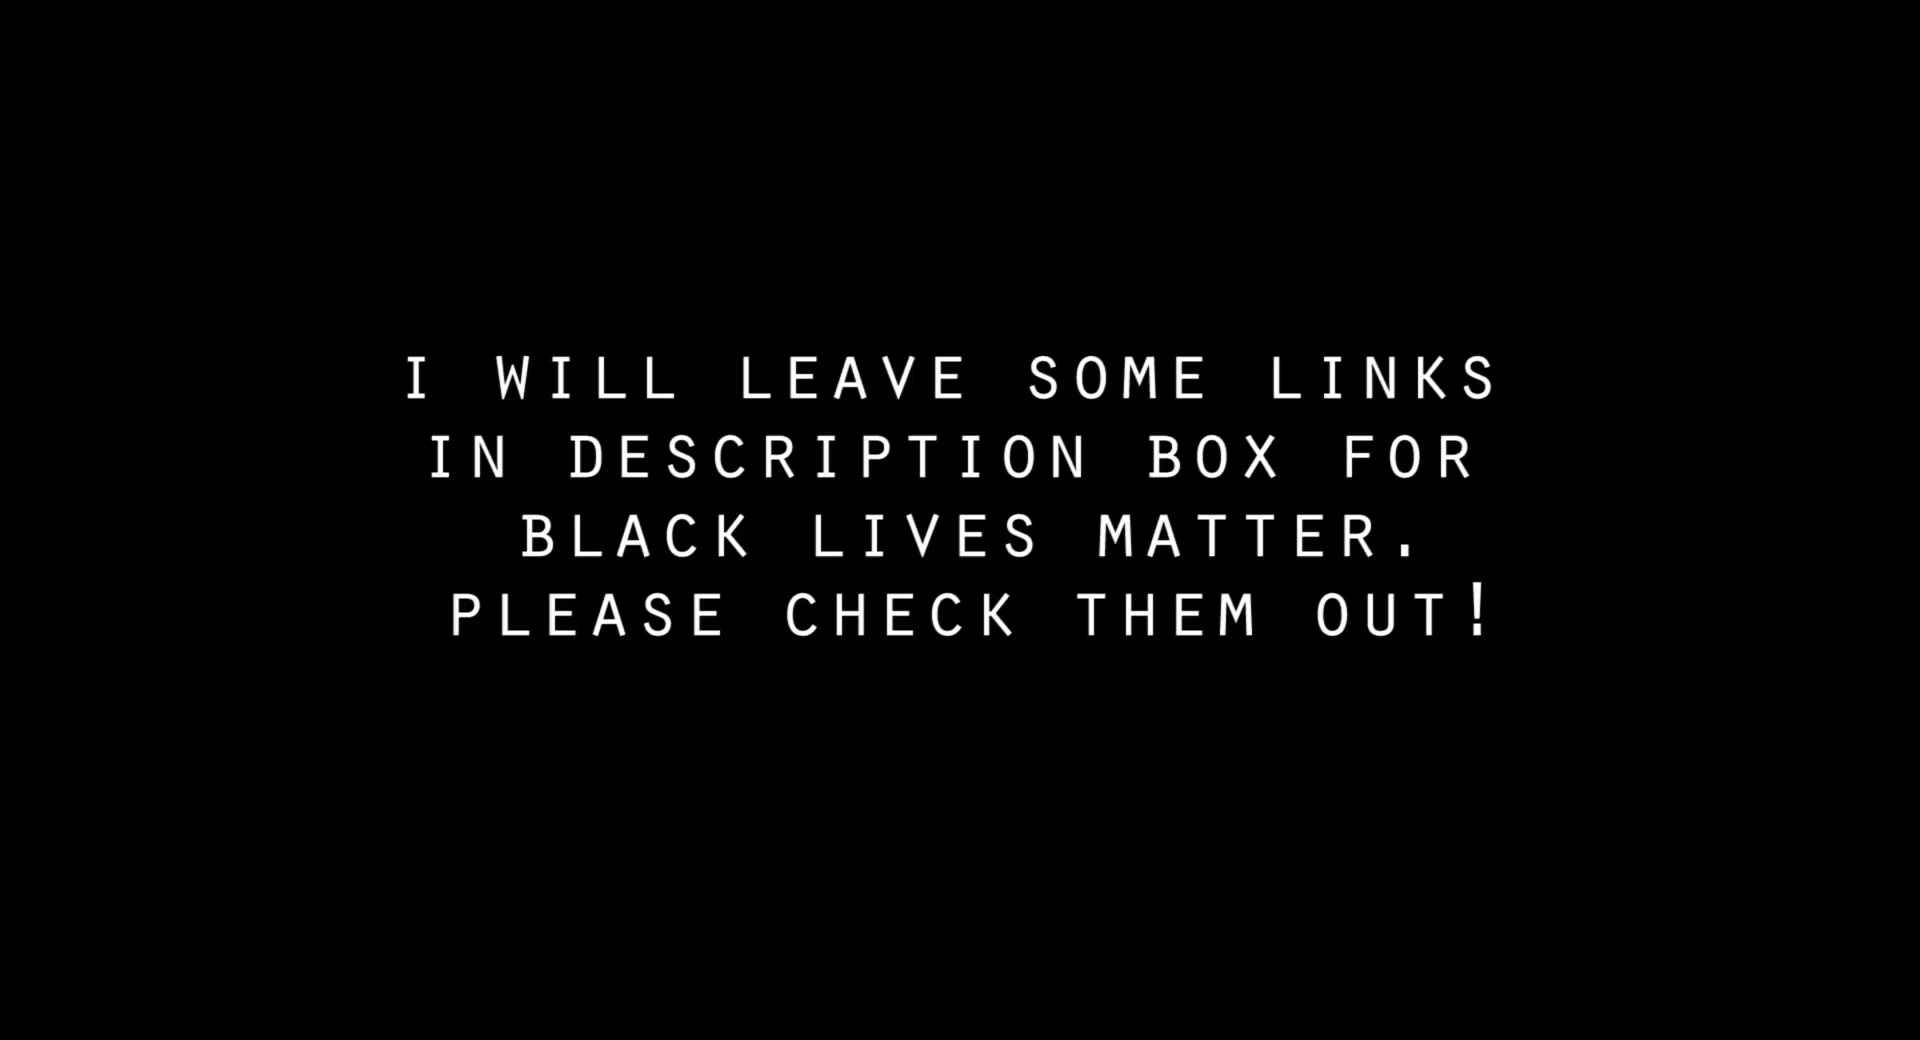 I WILL LEAVE SOME LINKS
IN DESCRIPTION BOX FOR
BLACK LIVES MATTER.
PLEASE CHECK THEM OUT!